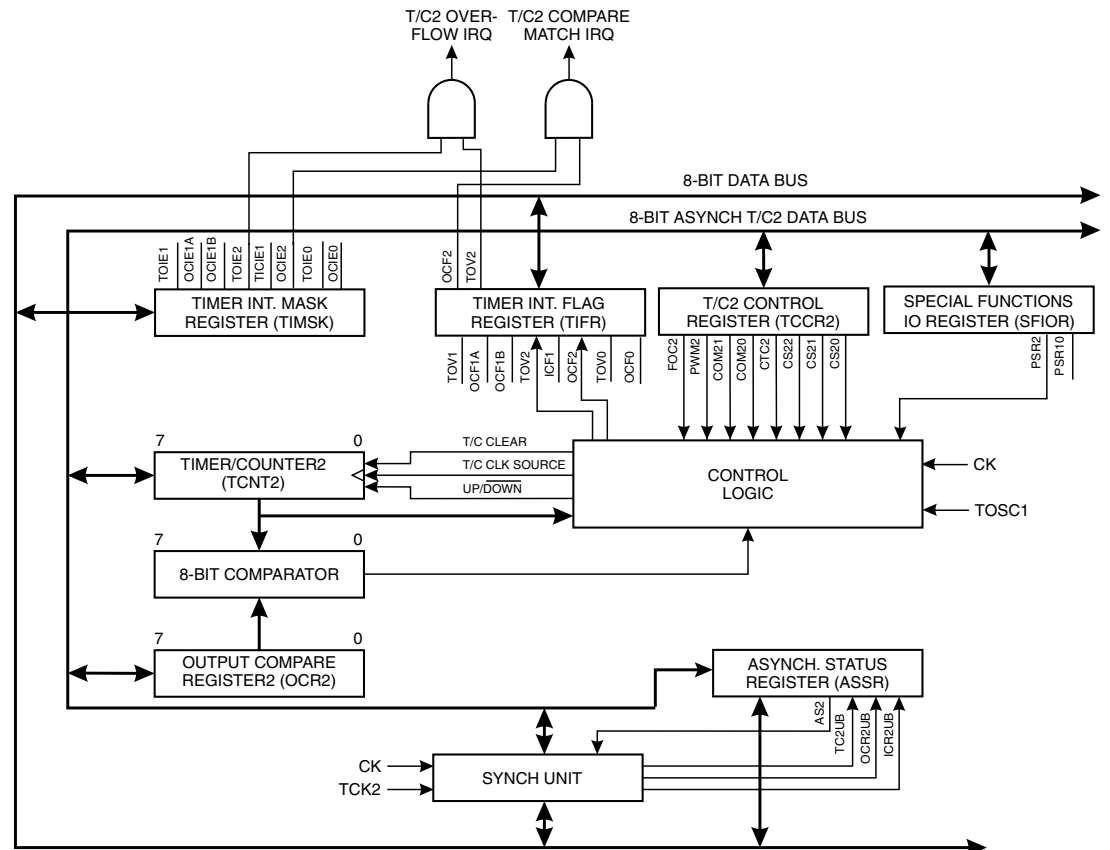 T/C2 OVER-
FLOW IRQ
T/C2 COMPARE
MATCH IRQ
8-BIT DATA BUS
8-BIT ASYNCH T/C2 DATA BUS
TOIE1
OCIE1A
OCIE1B
TOIE2
TICIE1
OCIE2
TOIE0
OCIE0
OCF2
TOV2
TIMER INT. MASK
REGISTER (TIMSK)
TIMER INT. FLAG
REGISTER (TIFR)
T/C2 CONTROL
REGISTER (TCCR2)
SPECIAL FUNCTIONS
IO REGISTER (SFIOR)
TOV1
OCF1A
OCF1B
TOV2
ICF1
OCF2
TOV0
OCF0
FOC2
PWM2
COM21
COM20
CTC2
CS22
CS21
CS20
PSR2
PSR10
7 0
TIMER/COUNTER2
(TCNT2)
T/C CLEAR
T/C CLK SOURCE
UP/DOWN
CONTROL
LOGIC
CK
TOSC1
7 0
8-BIT COMPARATOR
7 0
OUTPUT COMPARE
REGISTER2 (OCR2)
ASYNCH. STATUS
REGISTER (ASSR)
AS2
TC2UB
OCR2UB
ICR2UB
CK
TCK2
SYNCH UNIT